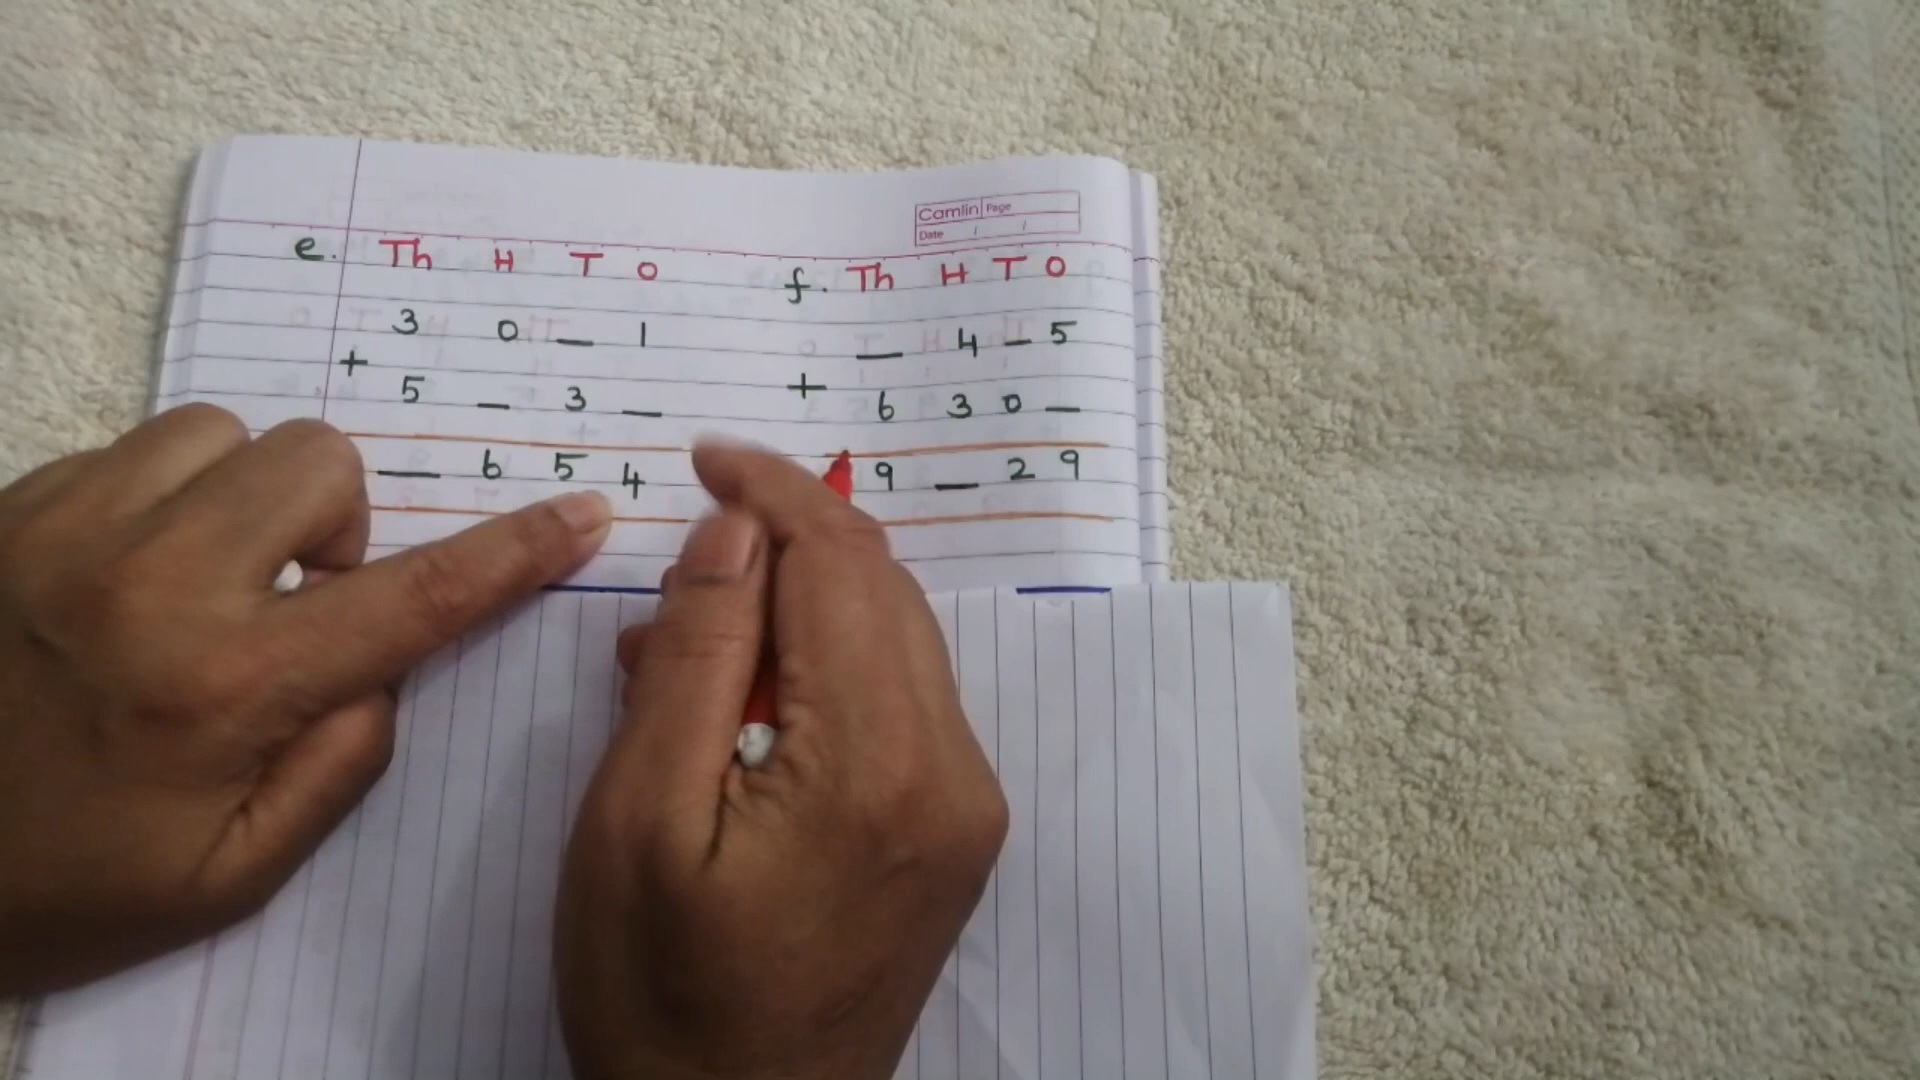 Camlin Page
Date / /
e. Th H T O
3 0 _ 1
+
5 _ 3 _
_ 6 5 4
f. Th H T O
_ 4 _ 5
+
6 3 0 _
9 _ 2 9